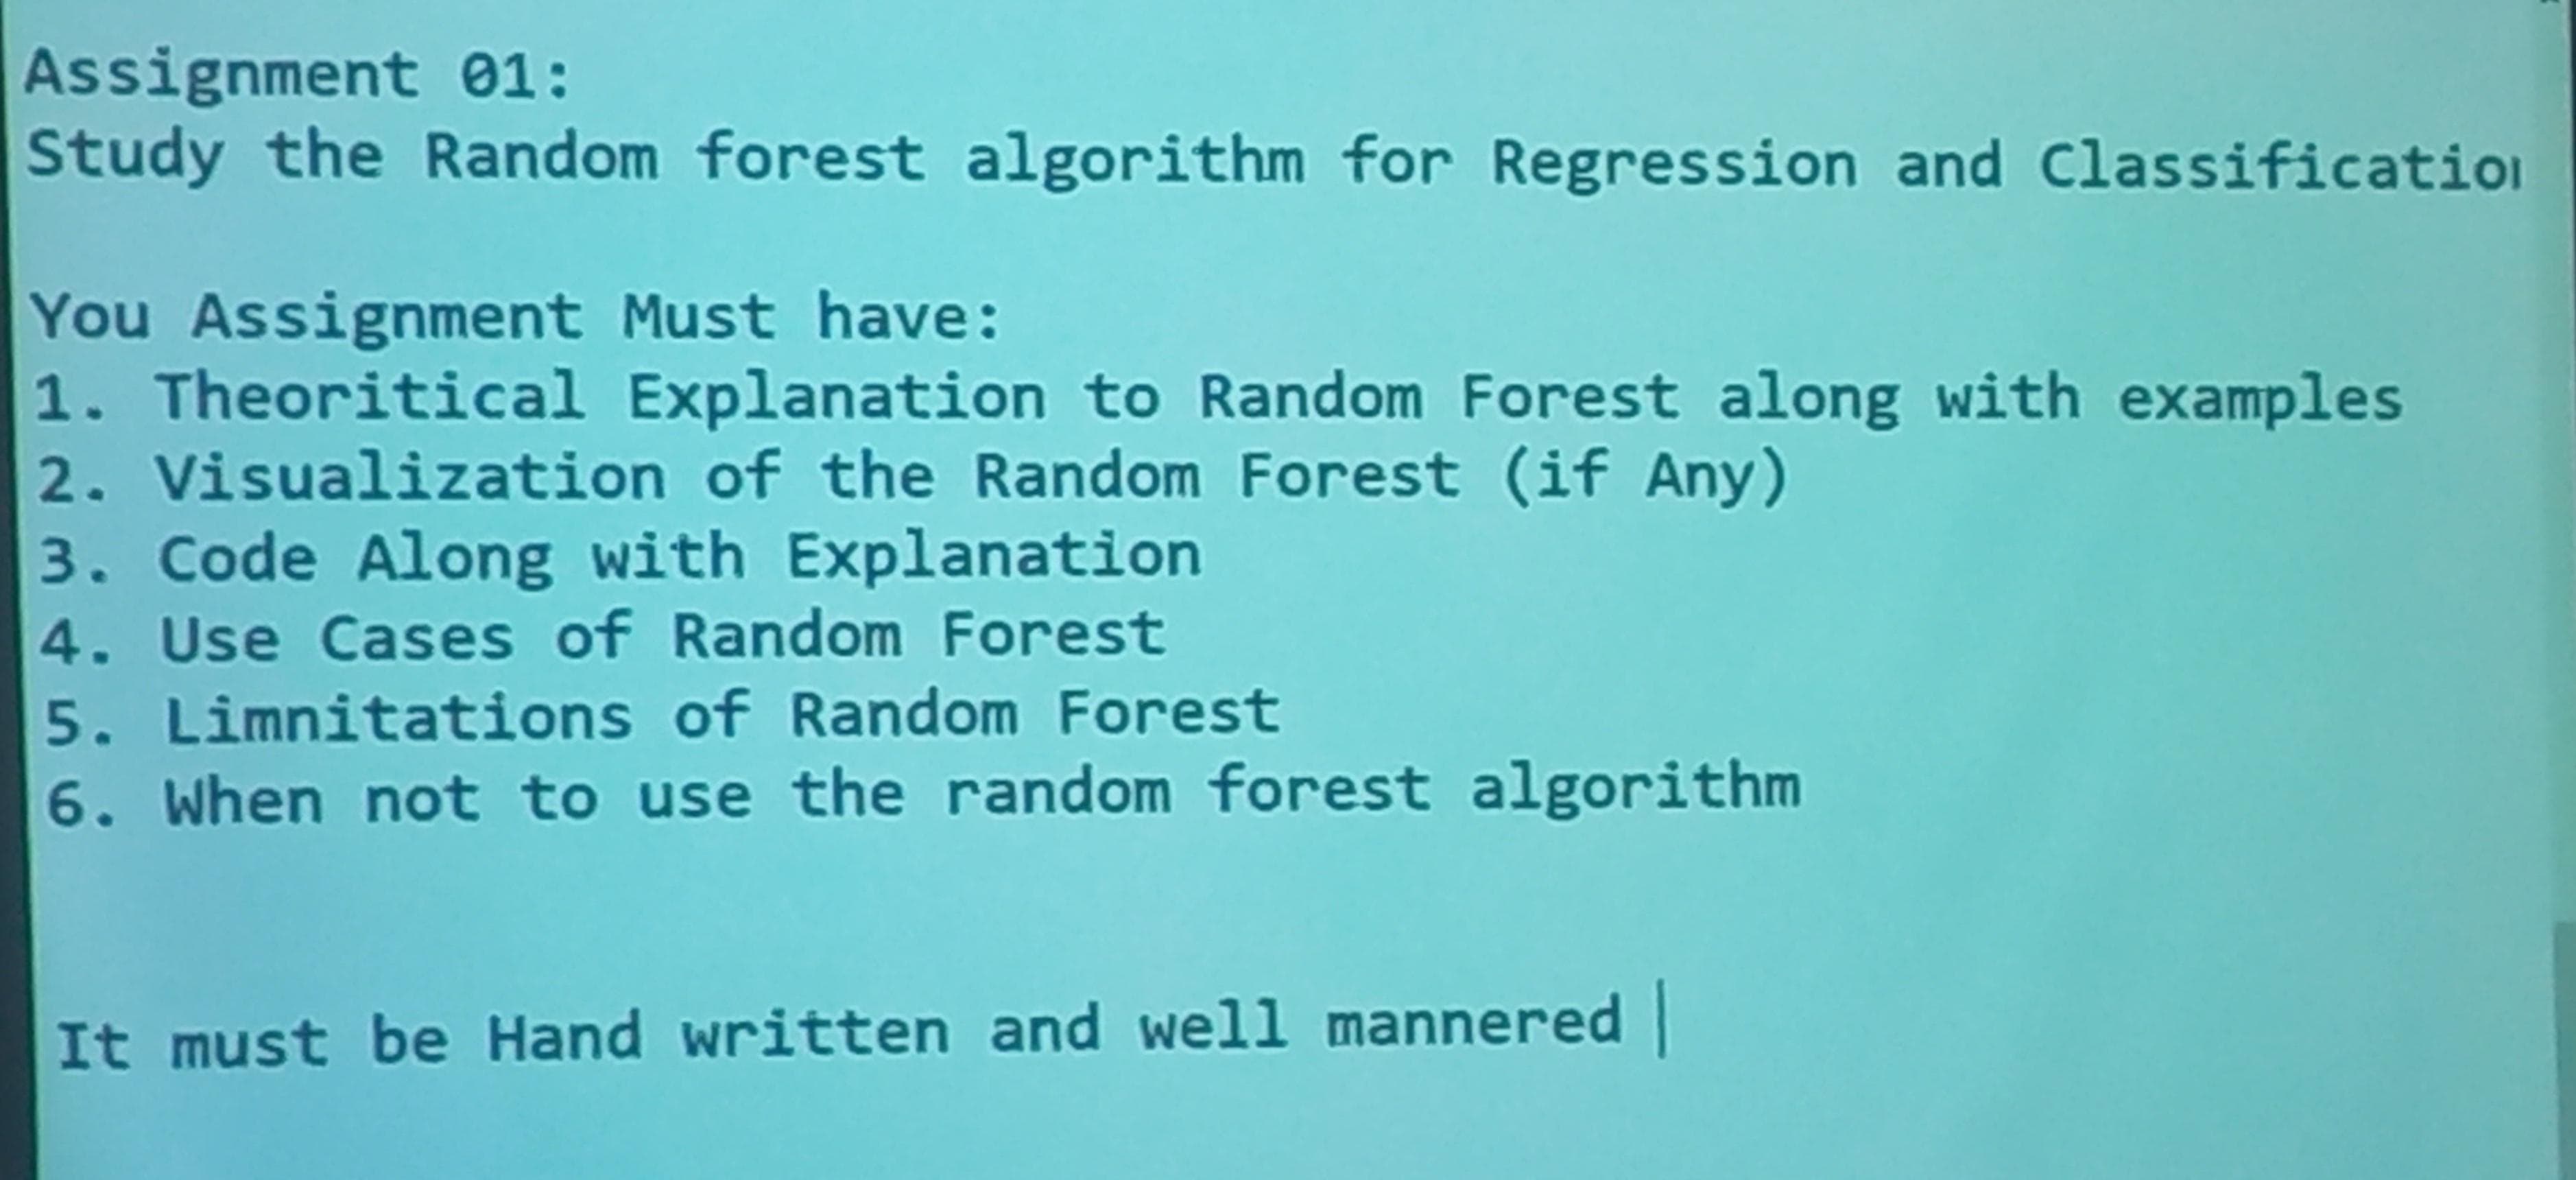 Assignment 01:
Study the Random forest algorithm for Regression and Classification
You Assignment Must have:
1. Theoritical Explanation to Random Forest along with examples
2. Visualization of the Random Forest (if Any)
3. Code Along with Explanation
4. Use Cases of Random Forest
5. Limnitations of Random Forest
6. When not to use the random forest algorithm
It must be Hand written and well mannered